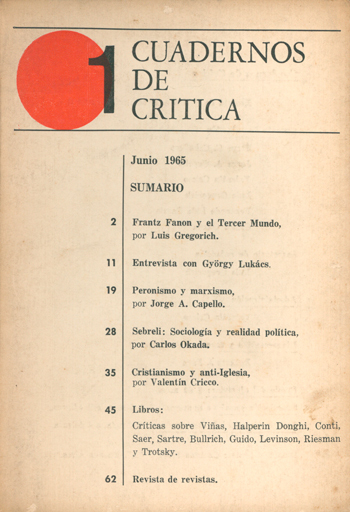 1 CUADERNOS
DE
CRITICA
Junio 1965
SUMARIO
2 Frantz Fanon y el Tercer Mundo,
por Luis Gregorich.
11 Entrevista con György Lukács.
19 Peronismo y marxismo,
por Jorge A. Capello.
28 Sebreli: Sociología y realidad política,
por Carlos Okada.
35 Cristianismo y anti-Iglesia,
por Valentín Cricco.
45 Libros:
Críticas sobre Viñas, Halperin Donghi, Conti,
Saer, Sartre, Bullrich, Guido, Levinson, Riesman
y Trotsky.
62 Revista de revistas.